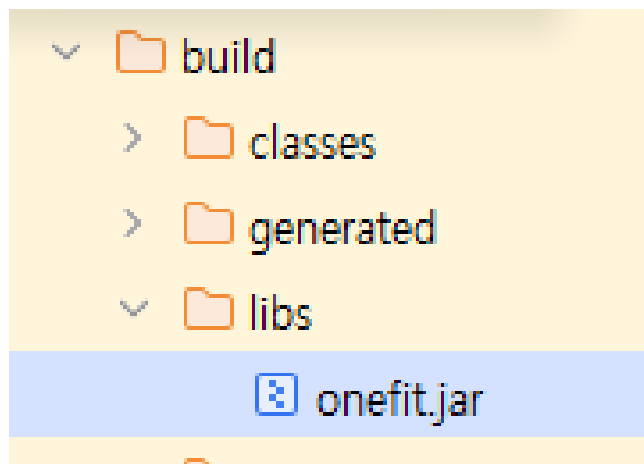 build
classes
generated
libs
onefit.jar